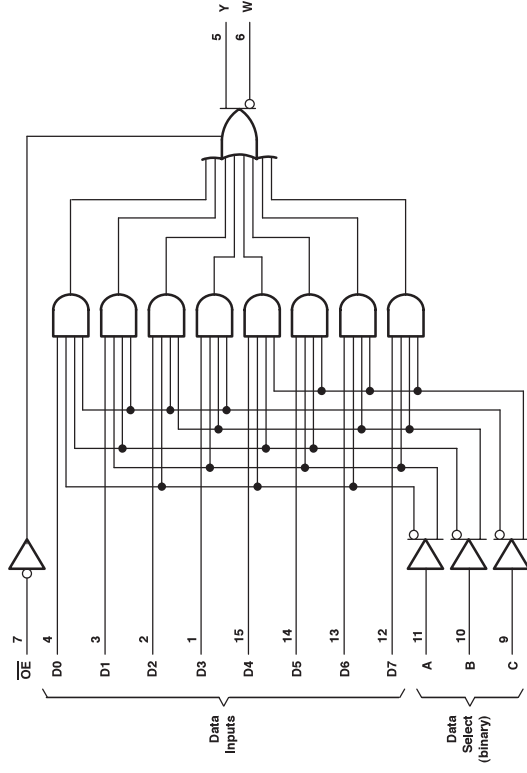 OE 7
D0 4
D1 3
D2 2
D3 1
D4 15
D5 14
D6 13
D7 12
A 11
B 10
C 9
Data
Inputs
Data
Select
(binary)
5 Y
6 W